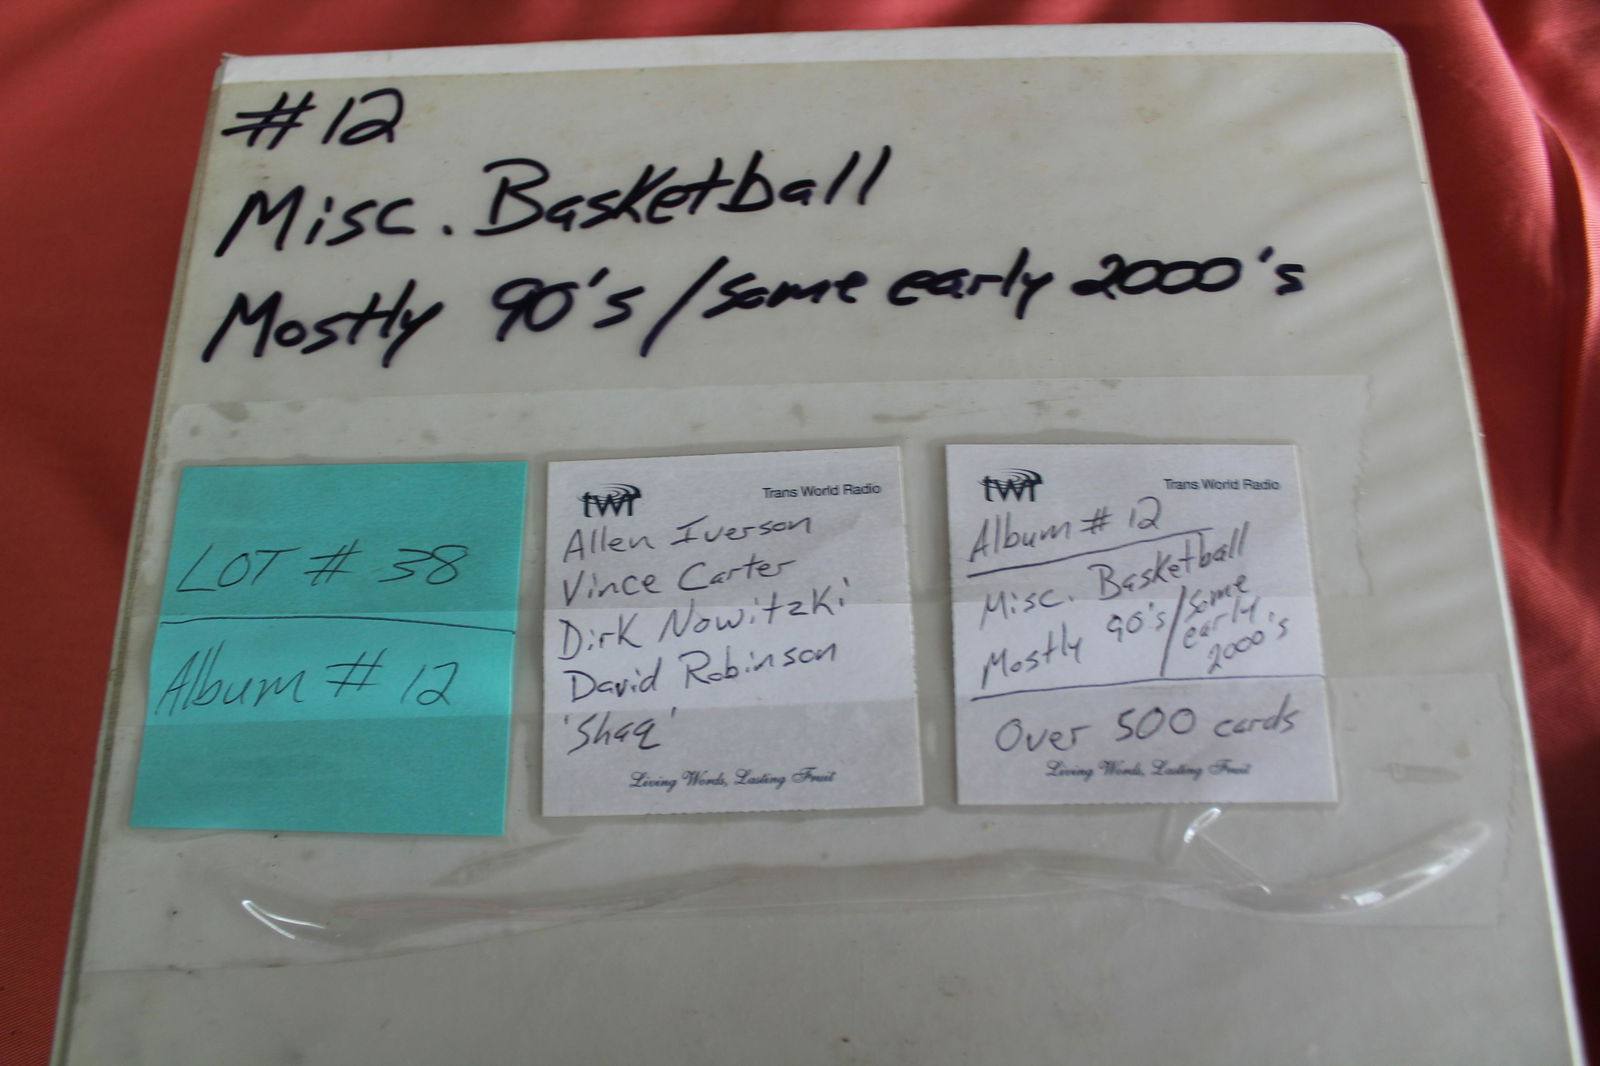 #12
Misc. Basketball
Mostly 90's/some early 2000's
LOT # 38
Album # 12
twr
Trans World Radio
Allen Iverson
Vince Carter
Dirk Nowitzki
David Robinson
'Shaq'
Living Words, Lasting Fruit
twr
Trans World Radio
Album # 12
Misc. Basketball
Mostly 90's/some
early
2000's
Over 500 cards
Living Words, Lasting Fruit